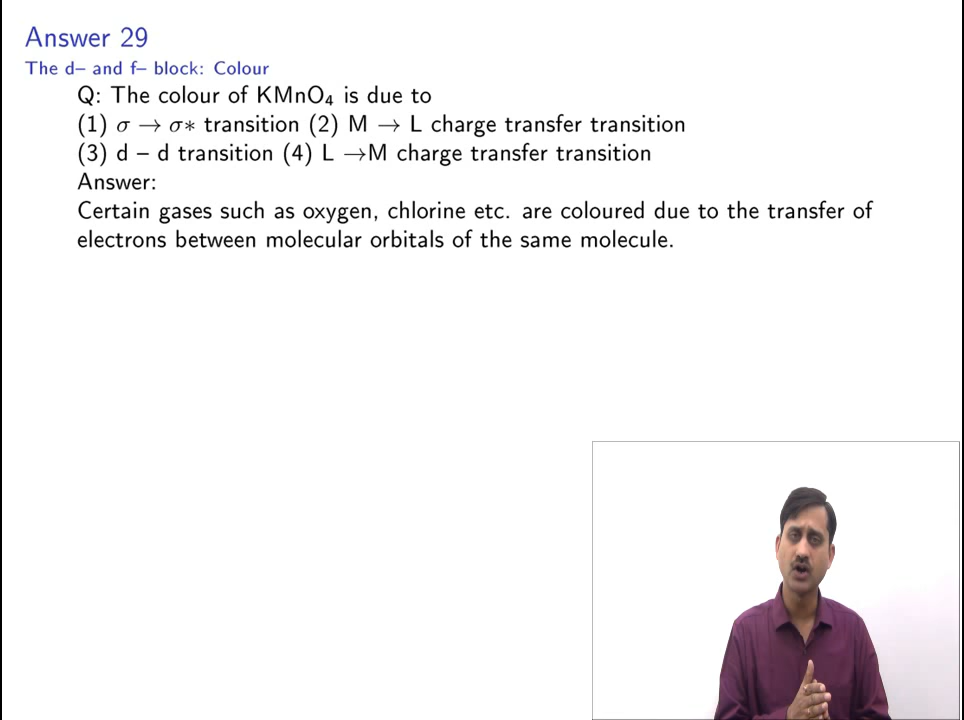 Answer 29
The d– and f– block: Colour
Q: The colour of KMnO₄ is due to
(1) σ → σ∗ transition (2) M → L charge transfer transition
(3) d – d transition (4) L →M charge transfer transition
Answer:
Certain gases such as oxygen, chlorine etc. are coloured due to the transfer of
electrons between molecular orbitals of the same molecule.